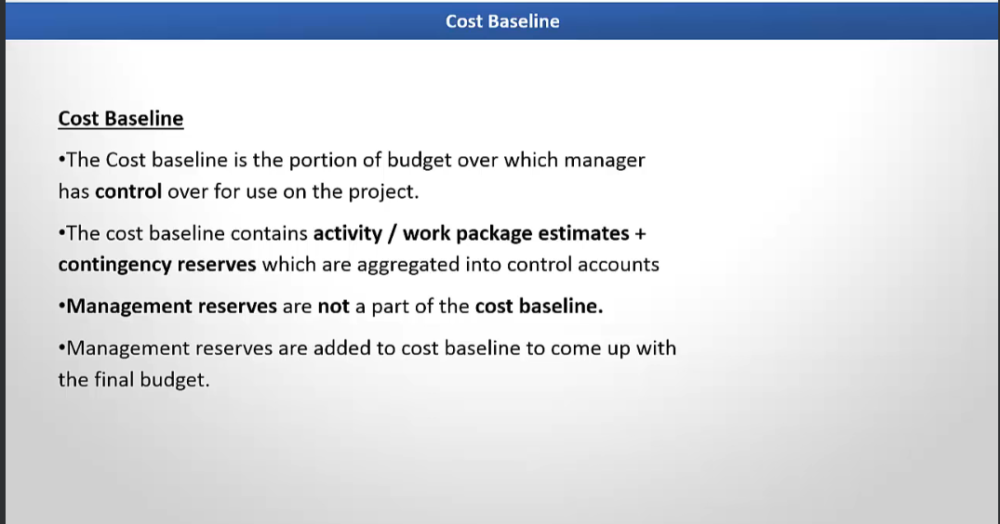 Cost Baseline
Cost Baseline
•The Cost baseline is the portion of budget over which manager
has control over for use on the project.
•The cost baseline contains activity / work package estimates +
contingency reserves which are aggregated into control accounts
•Management reserves are not a part of the cost baseline.
•Management reserves are added to cost baseline to come up with
the final budget.